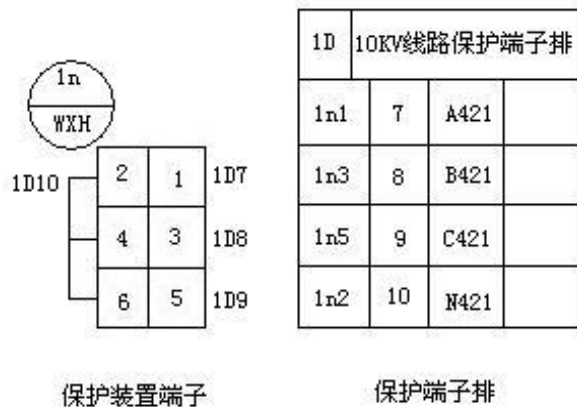 1n
WXH
1D10
2 1 1D7
4 3 1D8
6 5 1D9
保护装置端子
1D 10KV线路保护端子排
1n1 7 A421
1n3 8 B421
1n5 9 C421
1n2 10 N421
保护端子排